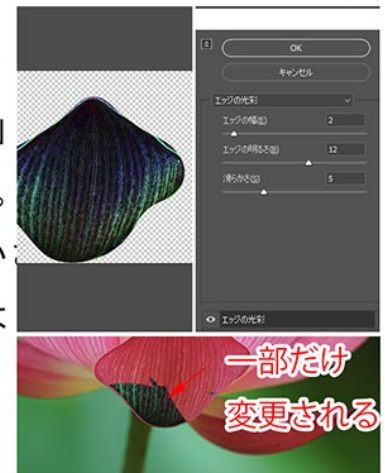 OK
キャンセル
エッジの光彩
エッジの幅(E) 2
エッジの明るさ(B) 12
滑らかさ(S) 5
エッジの光彩
一部だけ
変更される